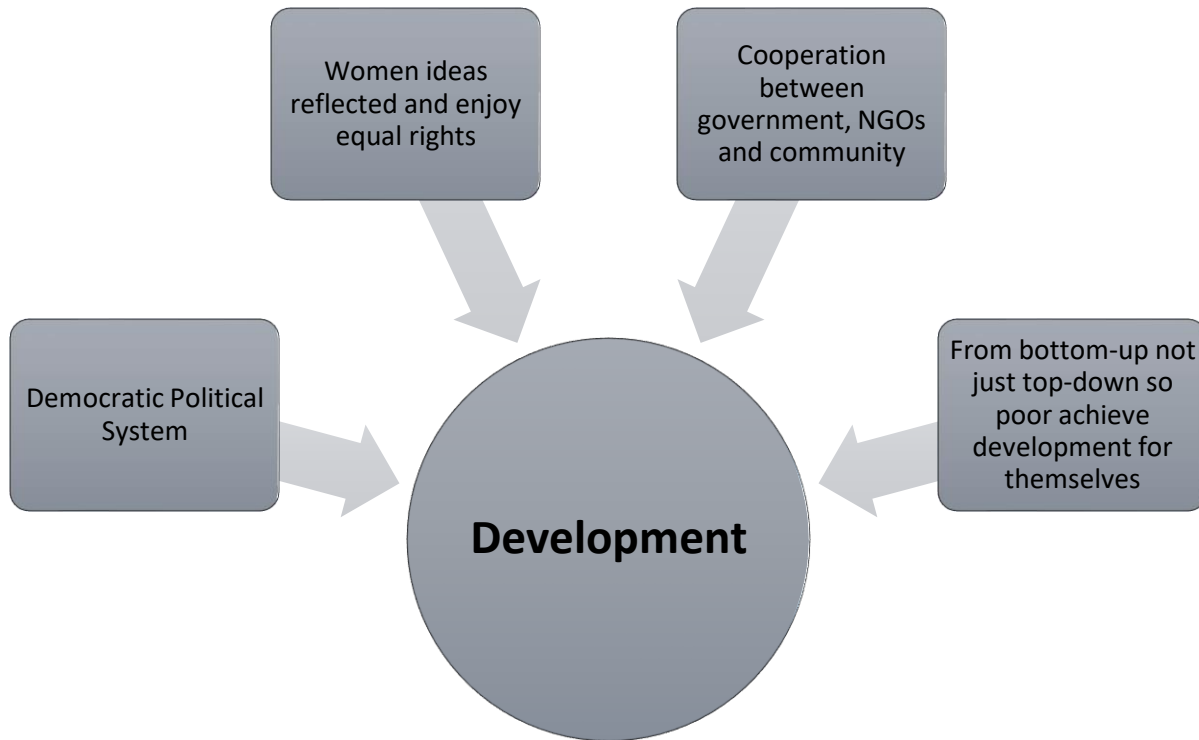 Women ideas
reflected and enjoy
equal rights
Cooperation
between
government, NGOs
and community
Democratic Political
System
From bottom-up not
just top-down so
poor achieve
development for
themselves
Development